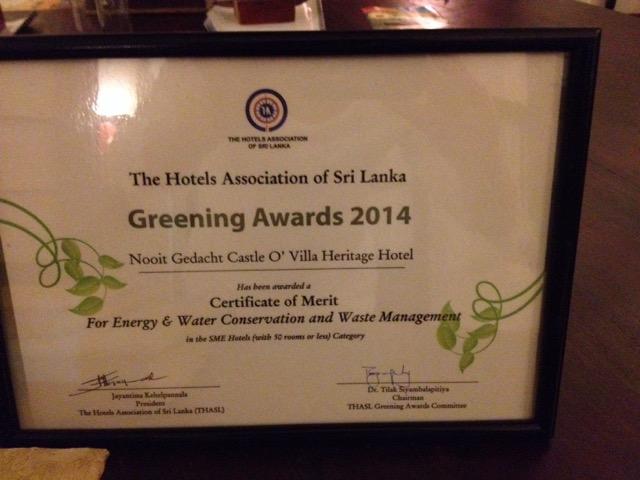 THE HOTELS ASSOCIATION
OF SRI LANKA
The Hotels Association of Sri Lanka
Greening Awards 2014
Nooit Gedacht Castle O' Villa Heritage Hotel
Has been awarded a
Certificate of Merit
For Energy & Water Conservation and Waste Management
in the SME Hotels (with 50 rooms or less) Category
Jayantissa Kehelpannala
President
The Hotels Association of Sri Lanka (THASL)
Dr. Tilak Siyambalapitiya
Chairman
THASL Greening Awards Committee